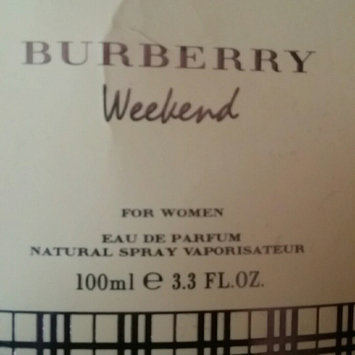 BURBERRY
Weekend
FOR WOMEN
EAU DE PARFUM
NATURAL SPRAY VAPORISATEUR
100ml ℮ 3.3 FL.OZ.